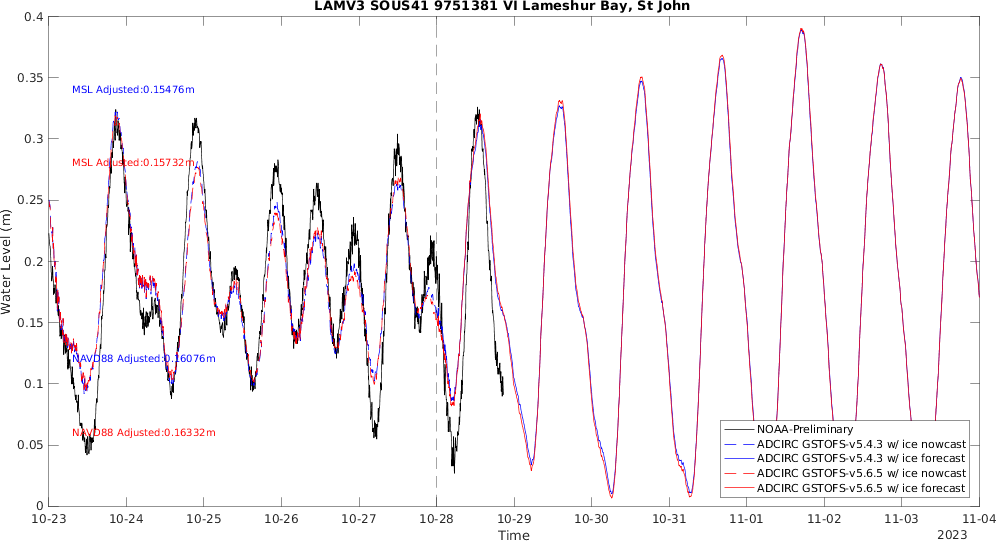 LAMV3 SOUS41 9751381 VI Lameshur Bay, St John
Water Level (m)
0.4
0.35
0.3
0.25
0.2
0.15
0.1
0.05
0
MSL Adjusted:0.15476m
MSL Adjusted:0.15732m
NAVD88 Adjusted:0.16076m
NAVD88 Adjusted:0.16332m
NOAA-Preliminary
ADCIRC GSTOFS-v5.4.3 w/ ice nowcast
ADCIRC GSTOFS-v5.4.3 w/ ice forecast
ADCIRC GSTOFS-v5.6.5 w/ ice nowcast
ADCIRC GSTOFS-v5.6.5 w/ ice forecast
10-23 10-24 10-25 10-26 10-27 10-28 10-29 10-30 10-31 11-01 11-02 11-03 11-04
Time
2023